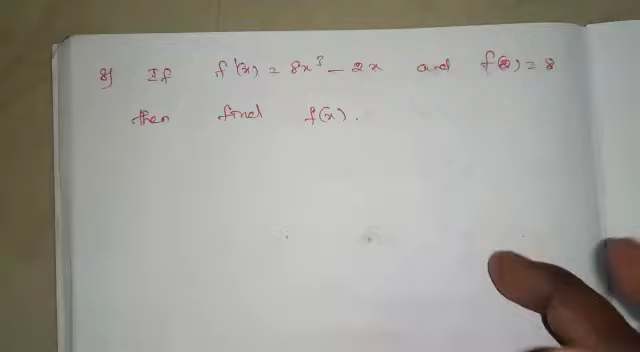 8) If f'(x) = 8x³ - 2x and f(2) = 8
then find f(x).